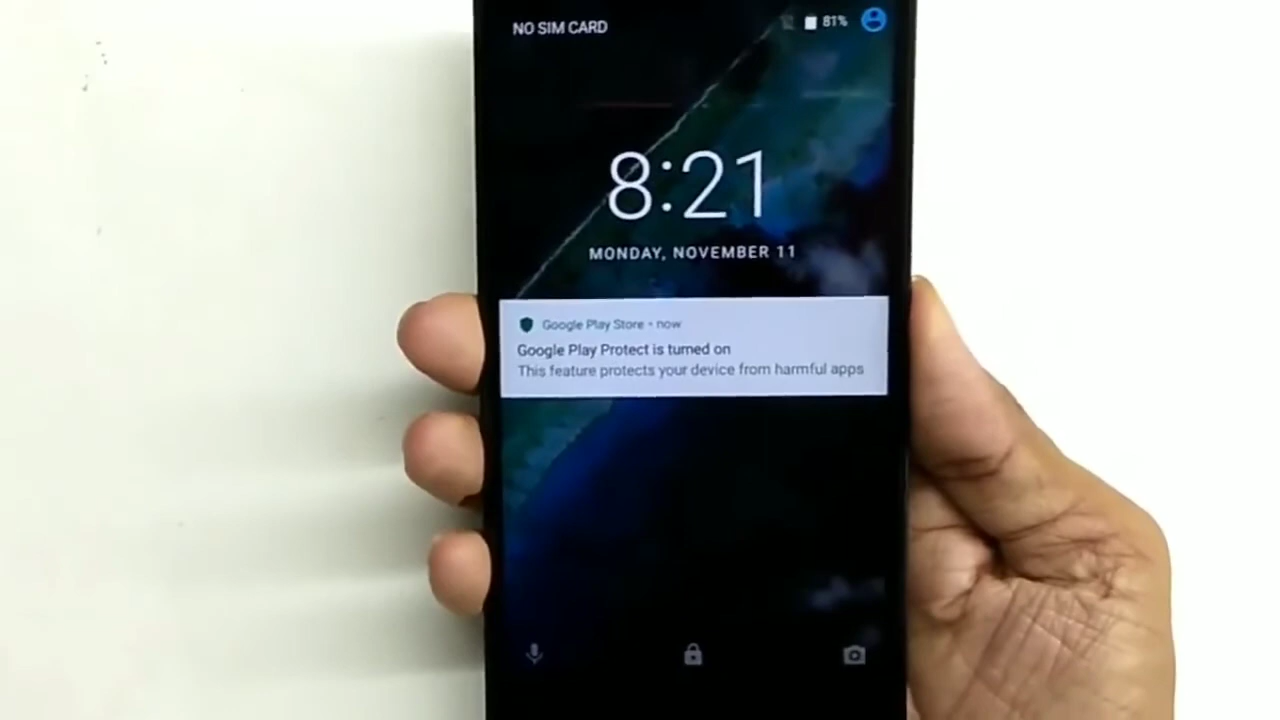 NO SIM CARD
81%
8:21
MONDAY, NOVEMBER 11
Google Play Store • now
Google Play Protect is turned on
This feature protects your device from harmful apps